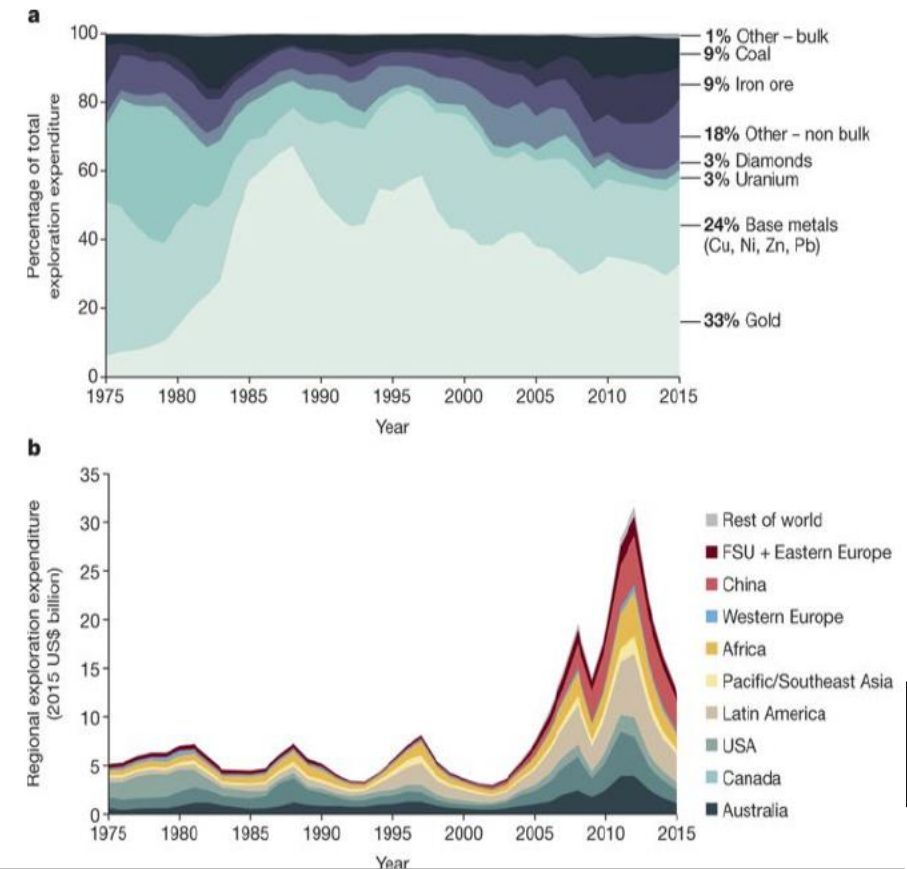 a
Percentage of total
exploration expenditure
100
80
60
40
20
0
1975 1980 1985 1990 1995 2000 2005 2010 2015
Year
1% Other – bulk
9% Coal
9% Iron ore
18% Other – non bulk
3% Diamonds
3% Uranium
24% Base metals
(Cu, Ni, Zn, Pb)
33% Gold
b
Regional exploration expenditure
(2015 US$ billion)
35
30
25
20
15
10
5
0
1975 1980 1985 1990 1995 2000 2005 2010 2015
Year
Rest of world
FSU + Eastern Europe
China
Western Europe
Africa
Pacific/Southeast Asia
Latin America
USA
Canada
Australia